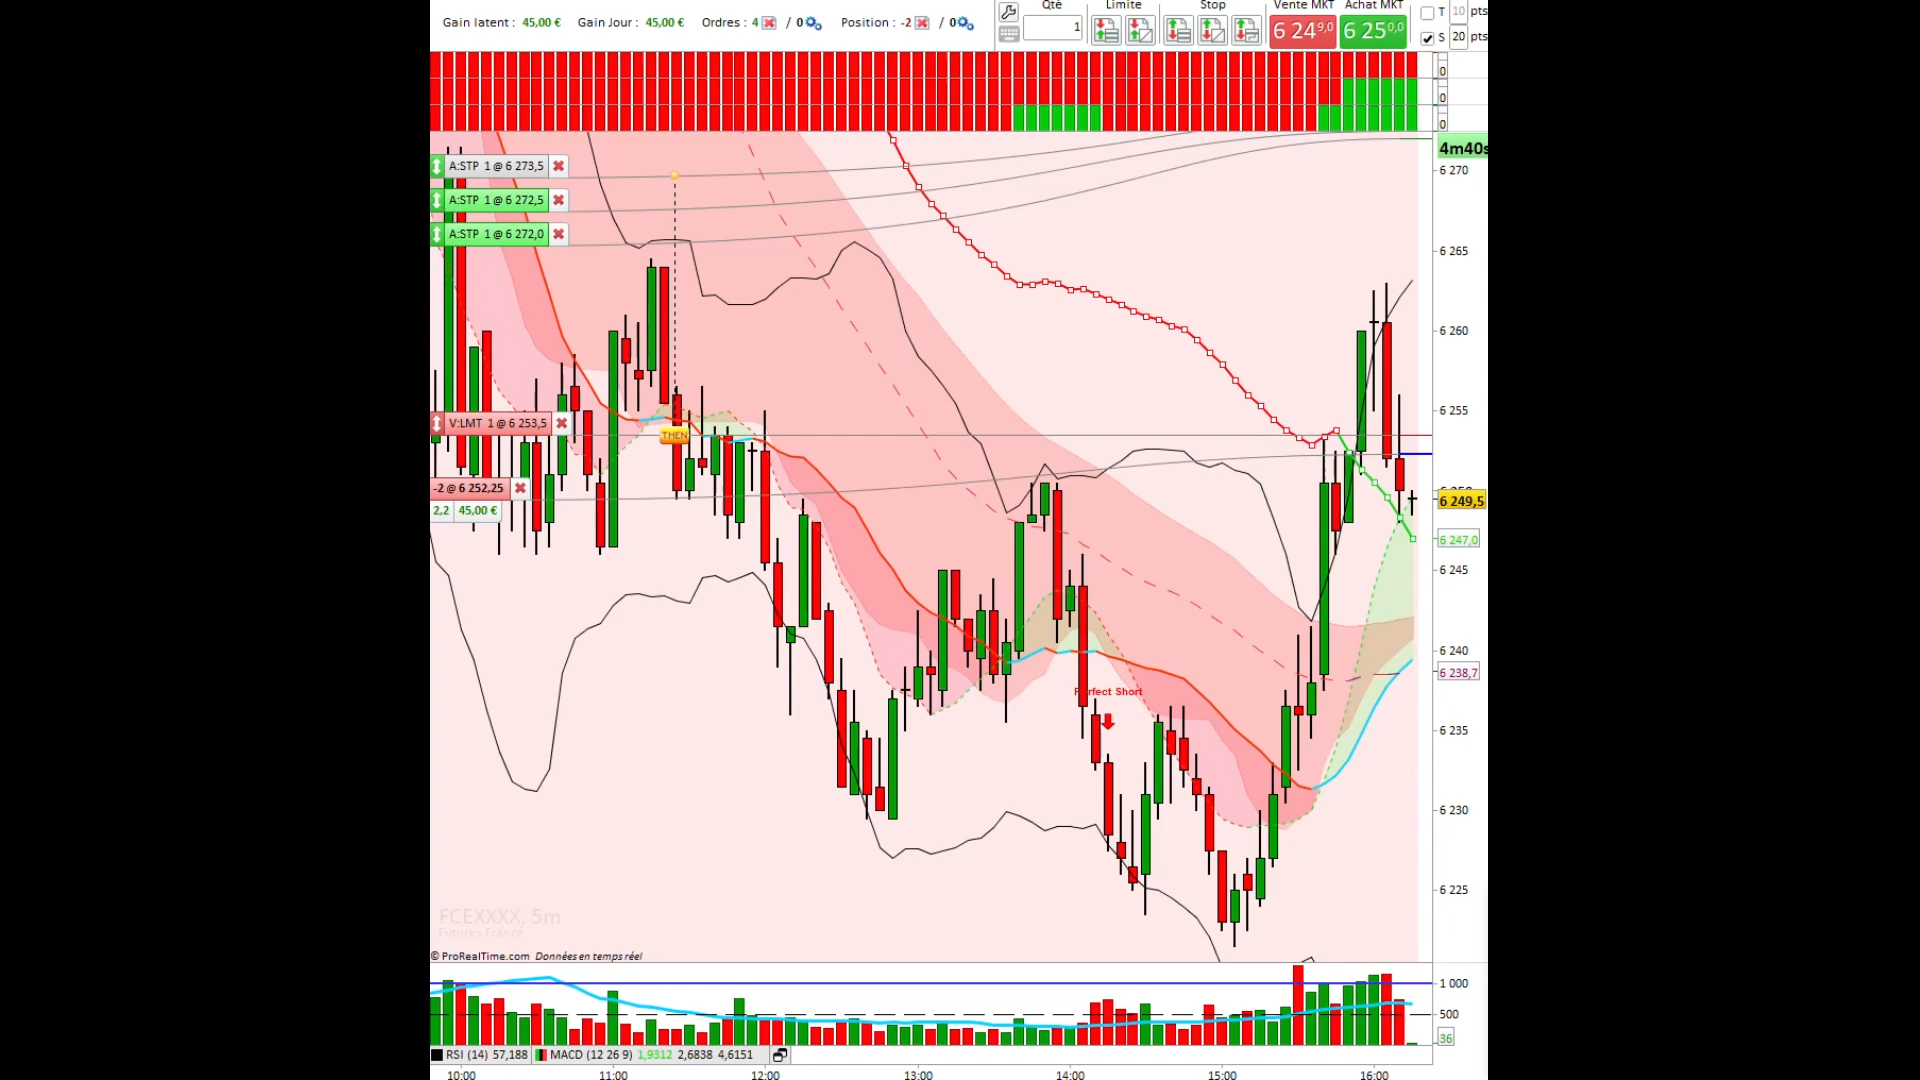 Gain latent : 45,00 € Gain Jour : 45,00 € Ordres : 4 / 0 Position : -2 / 0
Qté Limite Stop Vente MKT Achat MKT
1 6 24 9,0 6 25 0,0
T 10 pts
S 20 pts
0
0
0
4m40s
A:STP 1 @ 6 273,5
A:STP 1 @ 6 272,5
A:STP 1 @ 6 272,0
V:LMT 1 @ 6 253,5
THEN
-2 @ 6 252,25
2,2 45,00 €
Perfect Short
6 270
6 265
6 260
6 255
6 249,5
6 247,0
6 245
6 240
6 238,7
6 235
6 230
6 225
FCEXXXX, 5m
Futures France
© ProRealTime.com Données en temps réel
1 000
500
36
RSI (14) 57,188 MACD (12 26 9) 1,9312 2,6838 4,6151
10:00 11:00 12:00 13:00 14:00 15:00 16:00